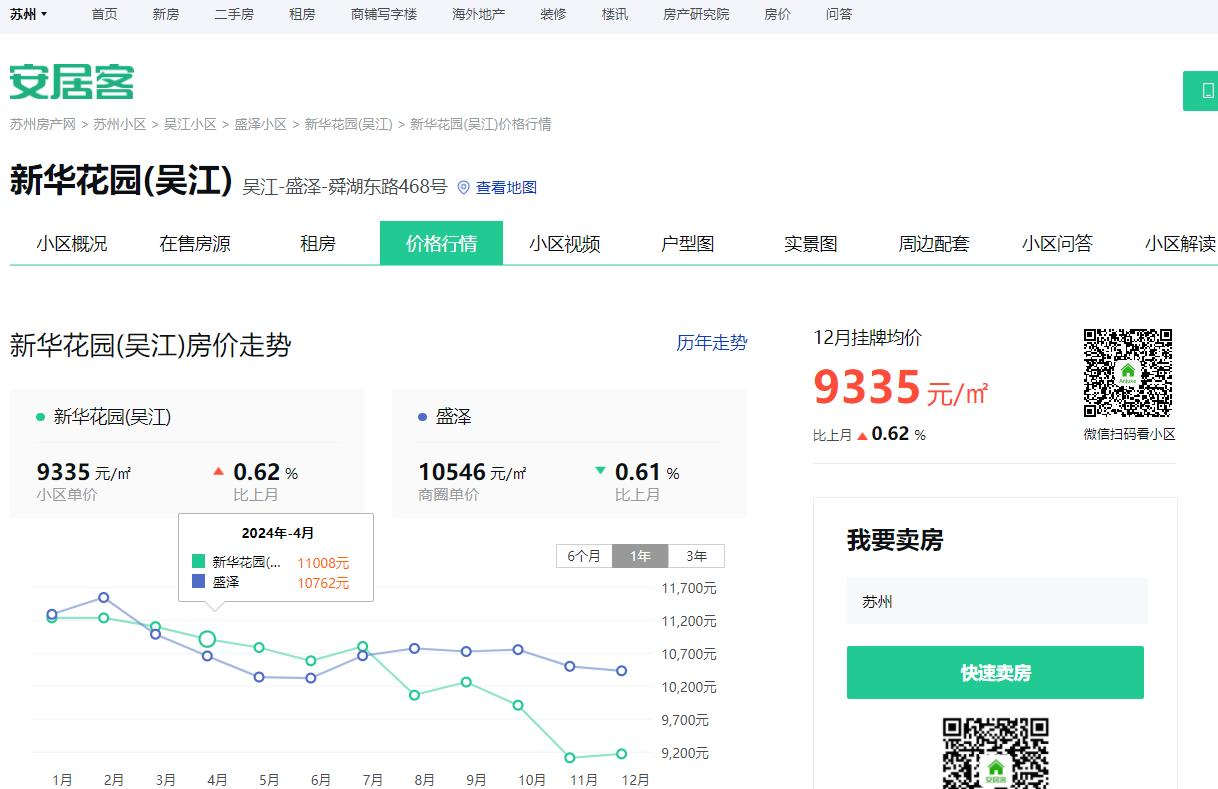 苏州 首页 新房 二手房 租房 商铺写字楼 海外地产 装修 楼讯 房产研究院 房价 问答
安居客
苏州房产网 > 苏州小区 > 吴江小区 > 盛泽小区 > 新华花园(吴江) > 新华花园(吴江)价格行情
新华花园(吴江) 吴江-盛泽-舜湖东路468号 查看地图
小区概况 在售房源 租房 价格行情 小区视频 户型图 实景图 周边配套 小区问答 小区解读
新华花园(吴江)房价走势 历年走势
新华花园(吴江)
9335 元/㎡ 0.62 %
小区单价 比上月
盛泽
10546 元/㎡ 0.61 %
商圈单价 比上月
2024年-4月
新华花园(... 11008元
盛泽 10762元
6个月 1年 3年
11,700元
11,200元
10,700元
10,200元
9,700元
9,200元
1月 2月 3月 4月 5月 6月 7月 8月 9月 10月 11月 12月
12月挂牌均价
9335 元/㎡
比上月 0.62 %
Anjuke
微信扫码看小区
我要卖房
苏州
快速卖房
安居客